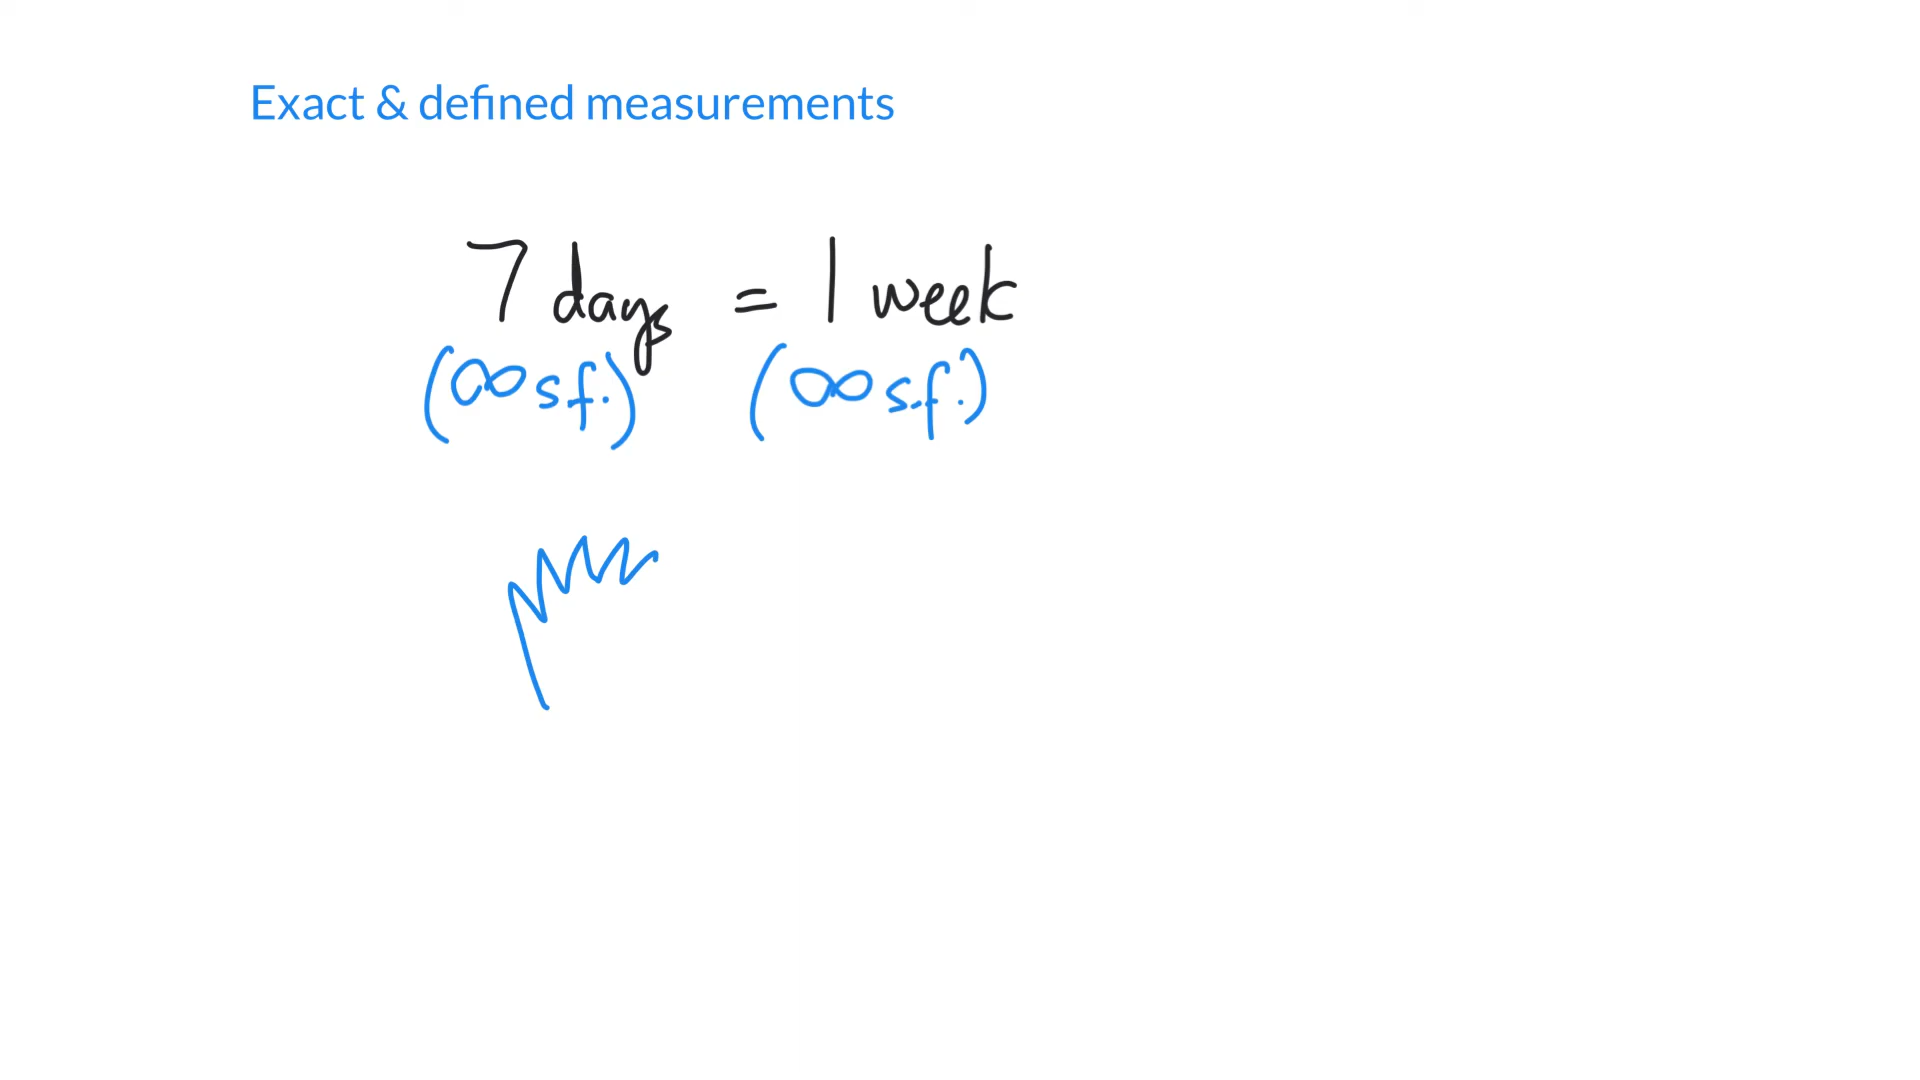 Exact & defined measurements
7 days = 1 week
(∞ s.f.) (∞ s.f.)